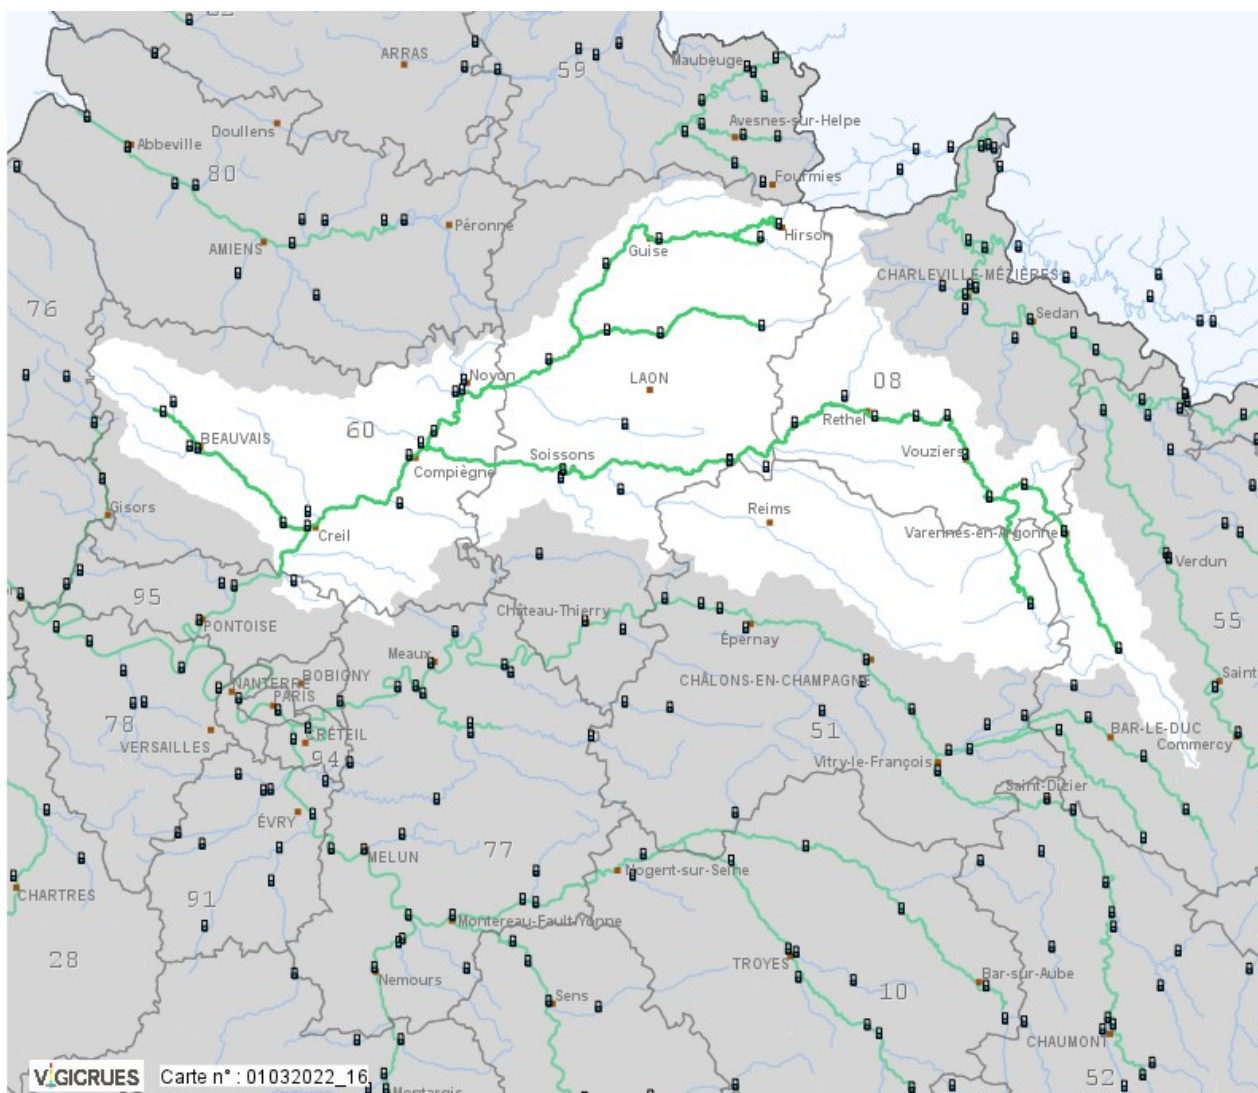 ARRAS
59
Maubeuge
Avesnes-sur-Helpe
Doullens
Abbeville
80
Fourmies
Péronne
AMIENS
Hirson
Guise
CHARLEVILLE-MÉZIÈRES
76
Sedan
Noyon
LAON
08
Rethel
BEAUVAIS
60
Compiègne
Soissons
Vouziers
Gisors
Creil
Reims
Varennes-en-Argonne
Verdun
95
PONTOISE
Château-Thierry
Épernay
55
Meaux
BOBIGNY
NANTERRE
PARIS
CHÂLONS-EN-CHAMPAGNE
Saint
78
VERSAILLES
CRÉTEIL
94
51
BAR-LE-DUC
Commercy
Vitry-le-François
Saint-Dizier
ÉVRY
MELUN
77
Nogent-sur-Seine
CHARTRES
91
Montereau-Fault-Yonne
28
Nemours
TROYES
Sens
10
Bar-sur-Aube
CHAUMONT
52
VIGICRUES
Carte n° : 01032022_16
Montargis